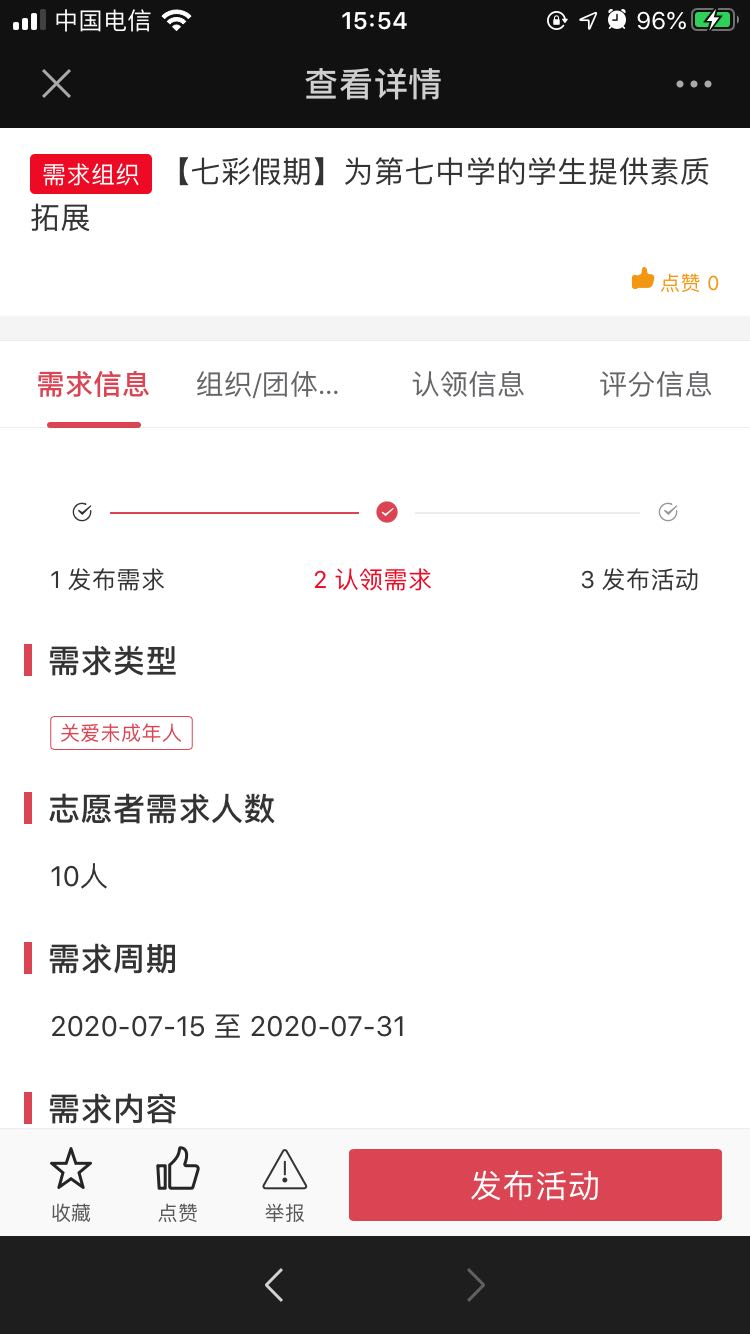 中国电信 15:54 96%
查看详情
需求组织 【七彩假期】为第七中学的学生提供素质
拓展
点赞 0
需求信息 组织/团体... 认领信息 评分信息
1 发布需求 2 认领需求 3 发布活动
需求类型
关爱未成年人
志愿者需求人数
10人
需求周期
2020-07-15 至 2020-07-31
需求内容
收藏 点赞 举报 发布活动